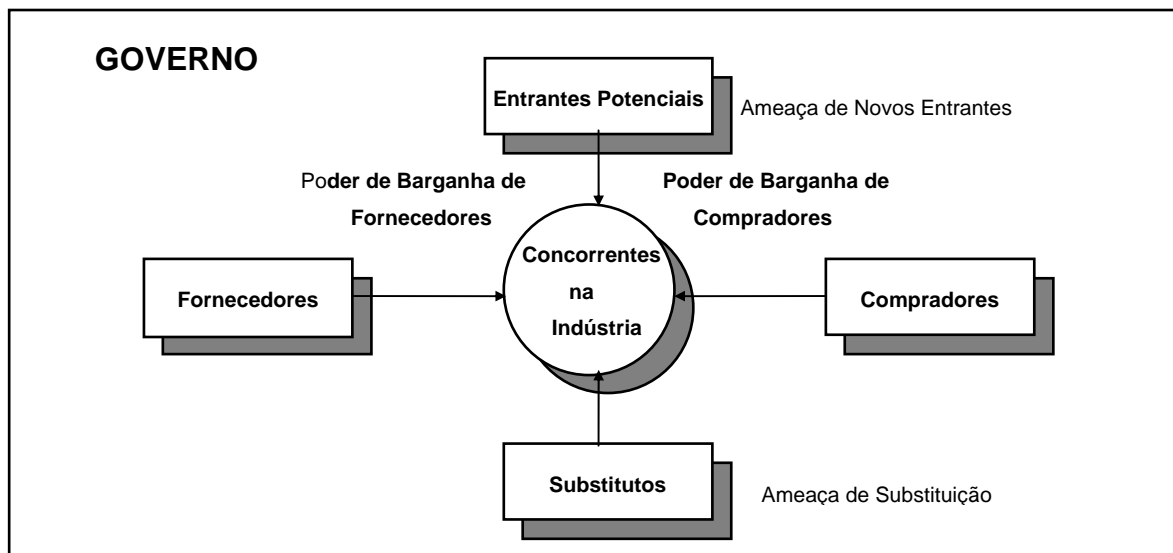 GOVERNO
Entrantes Potenciais
Ameaça de Novos Entrantes
Poder de Barganha de
Fornecedores
Poder de Barganha de
Compradores
Fornecedores
Concorrentes
na
Indústria
Compradores
Substitutos
Ameaça de Substituição